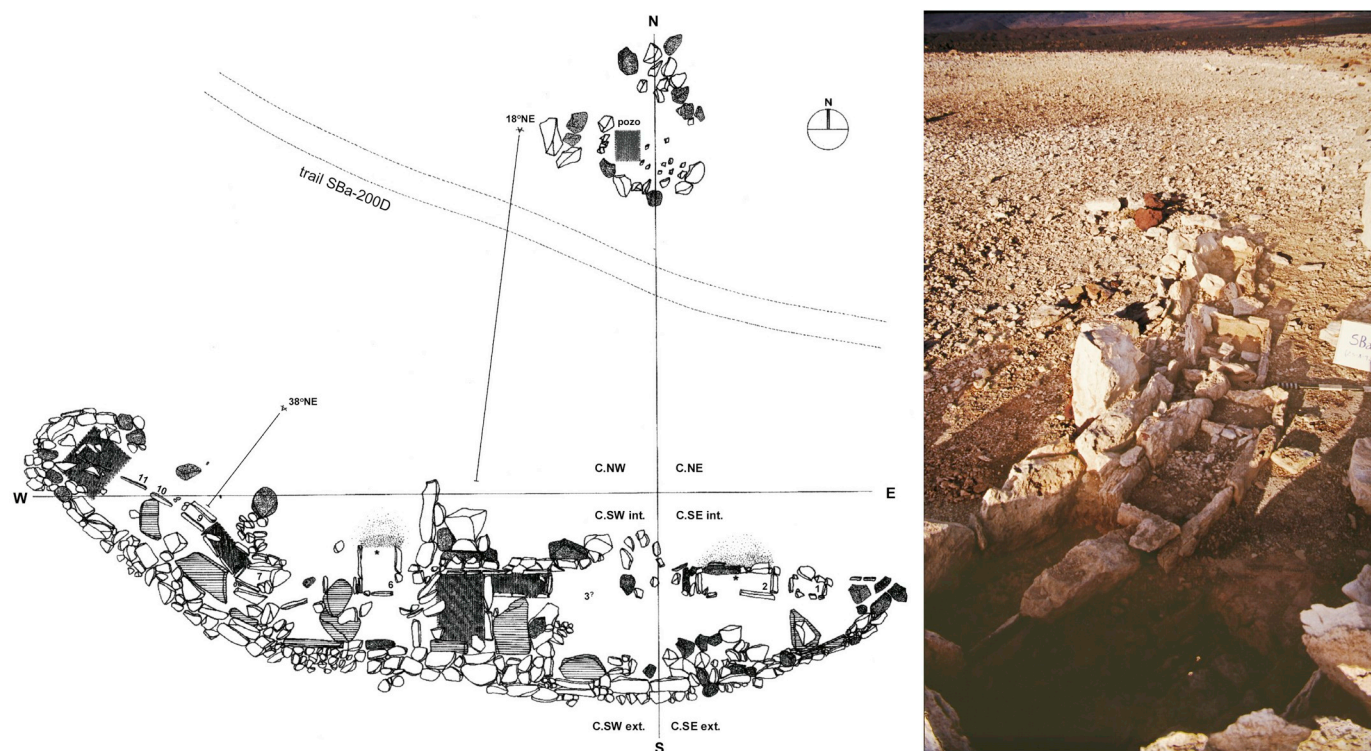 N
18°NE
pozo
N
trail SBa-200D
38°NE
C.NW
C.NE
W
E
11
10
8
9
C.SW int.
C.SE int.
*
*
7
6
3?
2
1
C.SW ext.
C.SE ext.
S